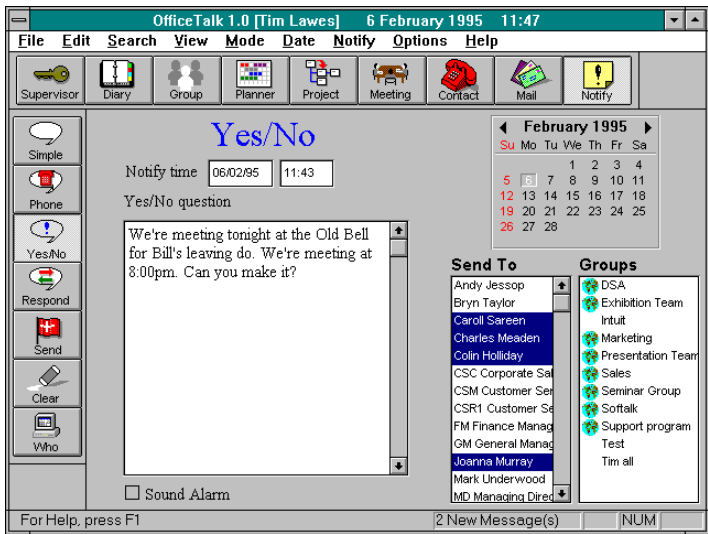 OfficeTalk 1.0 [Tim Lawes] 6 February 1995 11:47
File Edit Search View Mode Date Notify Options Help
Supervisor Diary Group Planner Project Meeting Contact Mail Notify
Simple
Phone
Yes/No
Respond
Send
Clear
Who
Yes/No
Notify time 06/02/95 11:43
Yes/No question
We're meeting tonight at the Old Bell
for Bill's leaving do. We're meeting at
8:00pm. Can you make it?
Sound Alarm
February 1995
Su Mo Tu We Th Fr Sa
1 2 3 4
5 6 7 8 9 10 11
12 13 14 15 16 17 18
19 20 21 22 23 24 25
26 27 28
Send To
Andy Jessop
Bryn Taylor
Caroll Sareen
Charles Meaden
Colin Holliday
CSC Corporate Sal
CSM Customer Ser
CSR1 Customer Se
FM Finance Manag
GM General Manag
Joanna Murray
Mark Underwood
MD Managing Direc
Groups
DSA
Exhibition Team
Intuit
Marketing
Presentation Team
Sales
Seminar Group
Softalk
Support program
Test
Tim all
For Help, press F1
2 New Message(s)
NUM